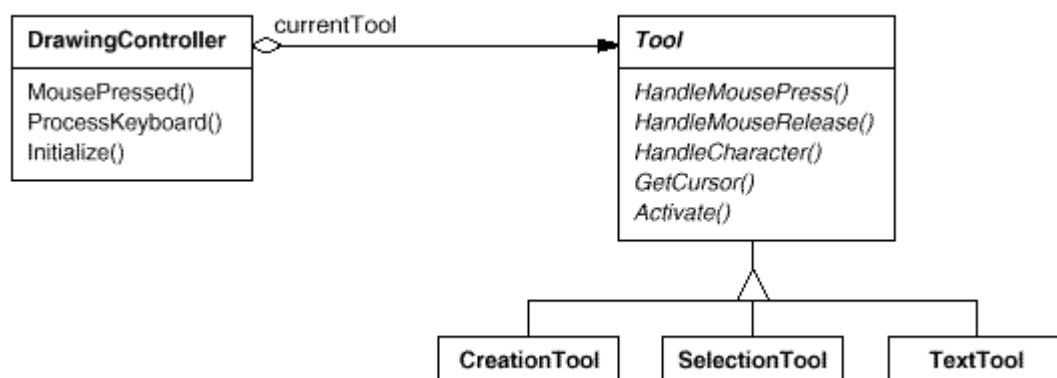 DrawingController
MousePressed()
ProcessKeyboard()
Initialize()
currentTool
Tool
HandleMousePress()
HandleMouseRelease()
HandleCharacter()
GetCursor()
Activate()
CreationTool
SelectionTool
TextTool